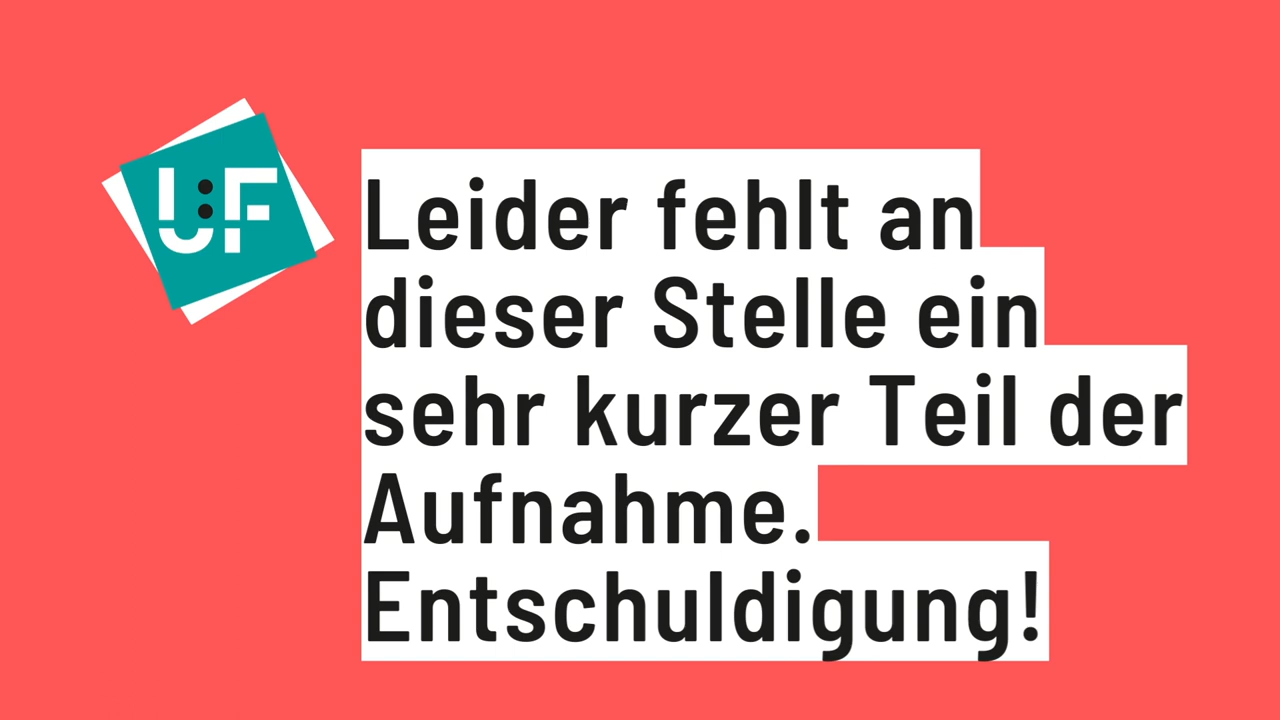 U:F
Leider fehlt an
dieser Stelle ein
sehr kurzer Teil der
Aufnahme.
Entschuldigung!